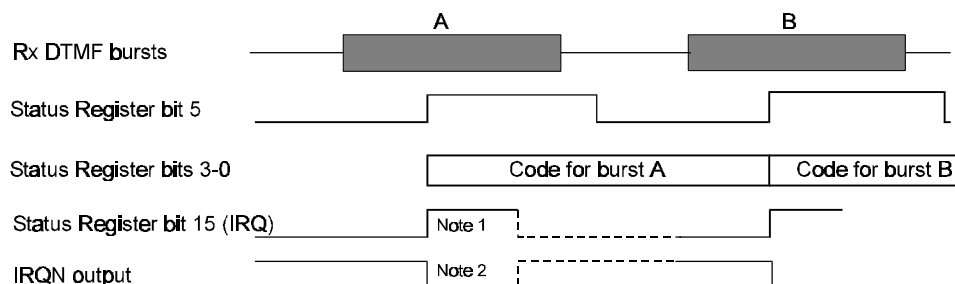 A B
Rx DTMF bursts
Status Register bit 5
Status Register bits 3-0 Code for burst A Code for burst B
Status Register bit 15 (IRQ) Note 1
IRQN output Note 2